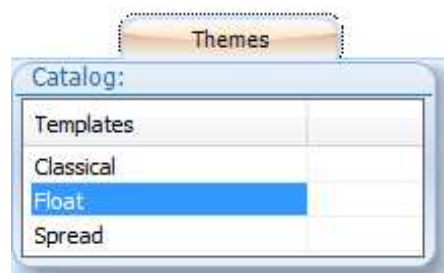 Themes
Catalog:
Templates
Classical
Float
Spread